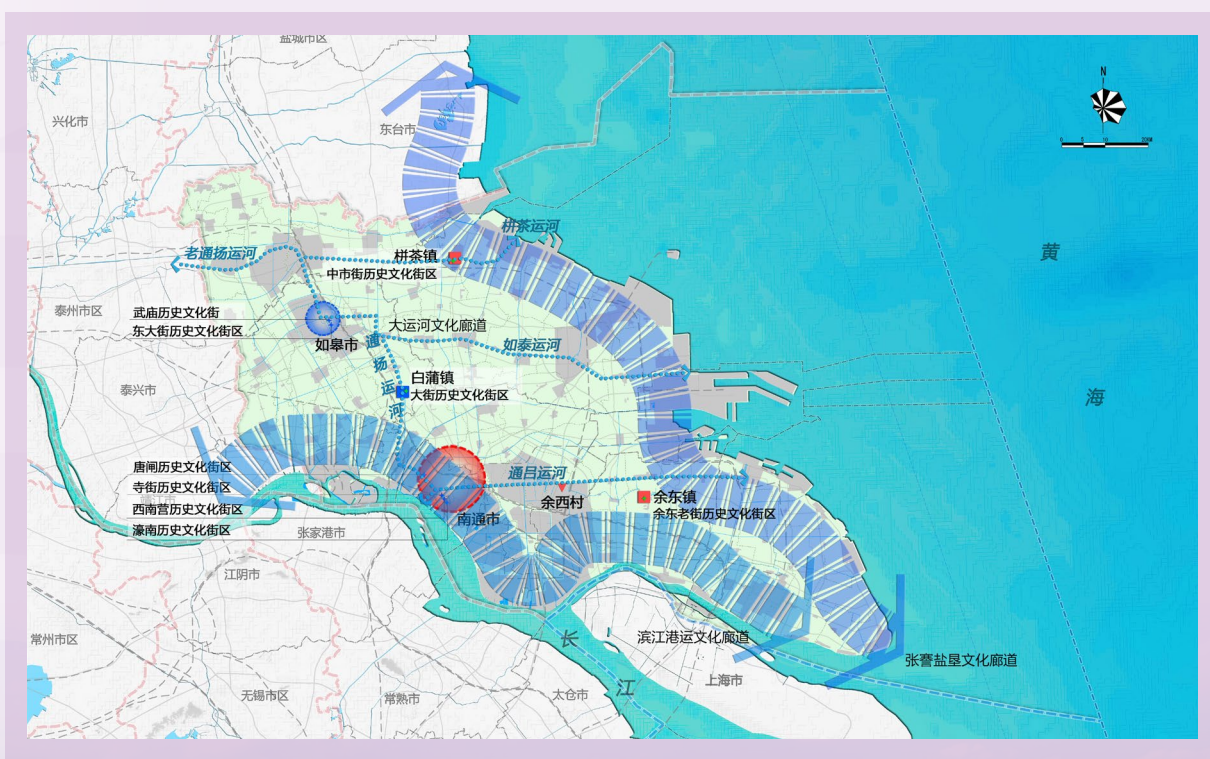 盐城市区
N
兴化市
东台市
栟茶运河
黄
老通扬运河
栟茶镇
中市街历史文化街区
泰州市区
武庙历史文化街
东大街历史文化街区
大运河文化廊道
如皋市
通
扬
运
河
如泰运河
白蒲镇
大街历史文化街区
泰兴市
海
唐闸历史文化街区
寺街历史文化街区
靖江市
西南营历史文化街区
濠南历史文化街区
通吕运河
余西村
余东镇
余东老街历史文化街区
南通市
张家港市
江阴市
常州市区
长
江
滨江港运文化廊道
张謇盐垦文化廊道
上海市
无锡市区
常熟市
太仓市